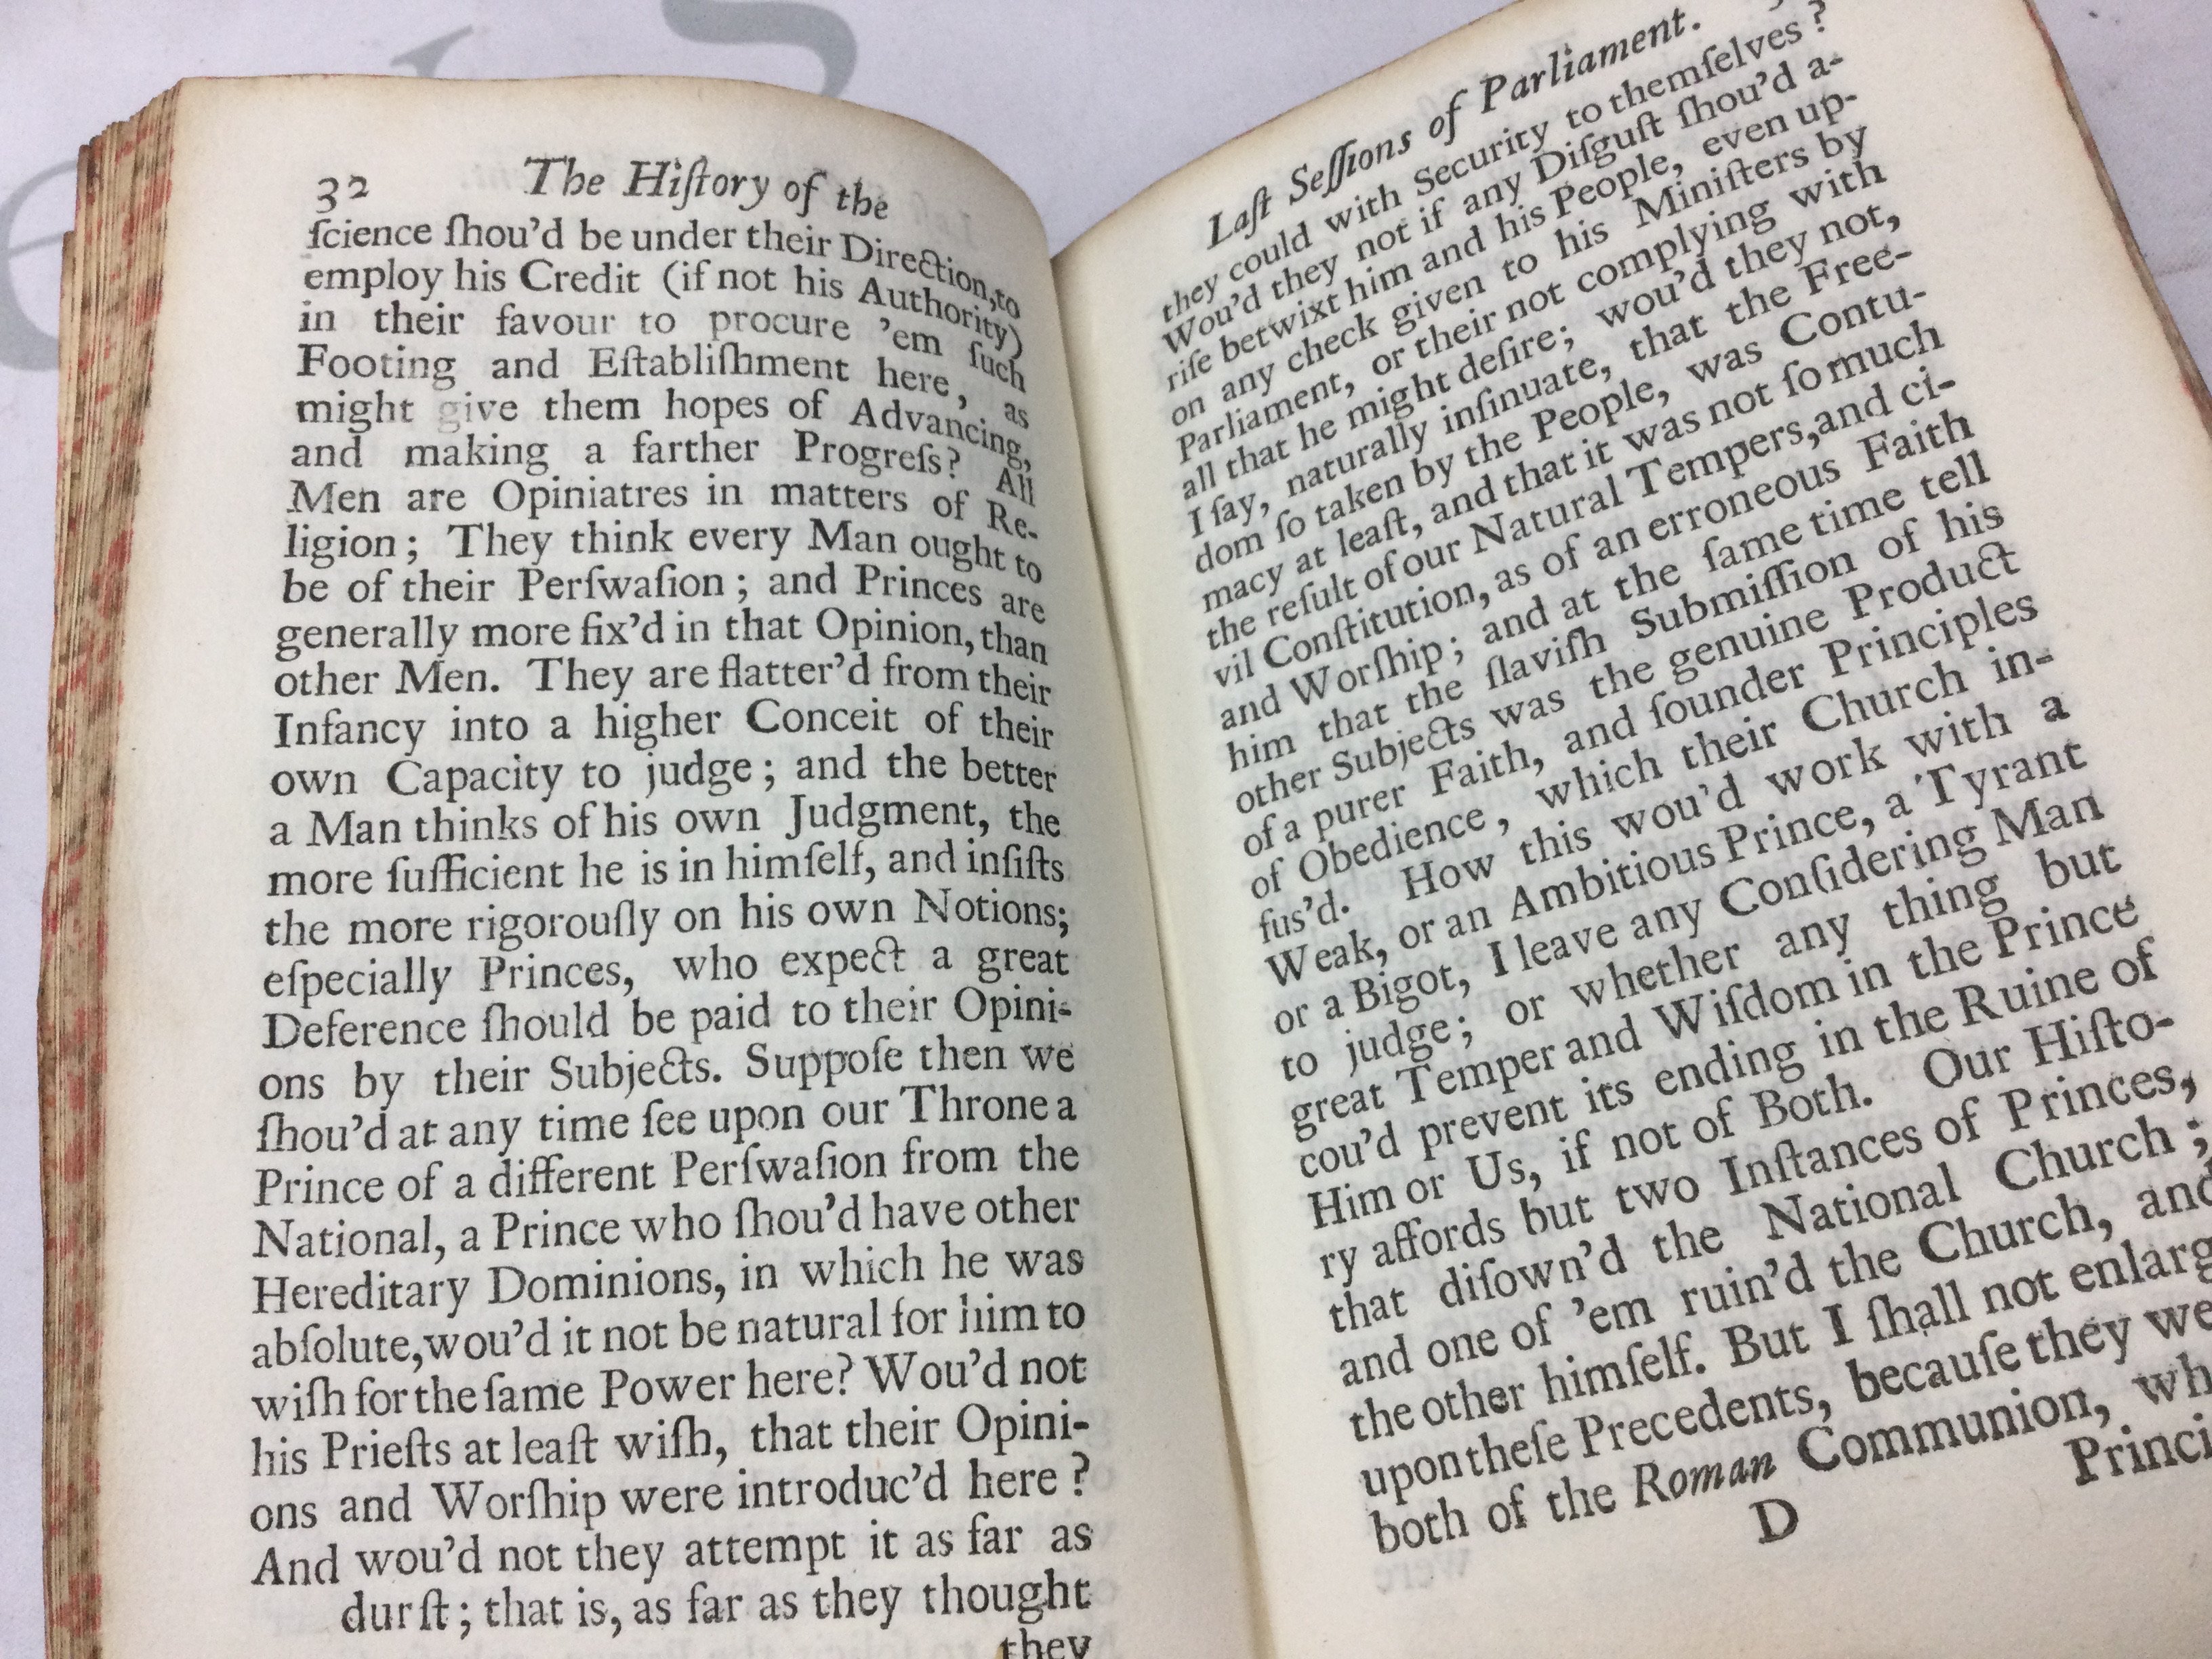 32 The Hiſtory of the
ſcience ſhou'd be under their Direction,to
employ his Credit (if not his Authority)
in their favour to procure 'em ſuch
Footing and Eſtabliſhment here, as
might give them hopes of Advancing,
and making a farther Progreſs? All
Men are Opiniatres in matters of Re-
ligion; They think every Man ought to
be of their Perſwaſion; and Princes are
generally more fix'd in that Opinion, than
other Men. They are flatter'd from their
Infancy into a higher Conceit of their
own Capacity to judge; and the better
a Man thinks of his own Judgment, the
more ſufficient he is in himſelf, and inſiſts
the more rigorouſly on his own Notions;
eſpecially Princes, who expect a great
Deference ſhould be paid to their Opini-
ons by their Subjects. Suppoſe then we
ſhou'd at any time ſee upon our Throne a
Prince of a different Perſwaſion from the
National, a Prince who ſhou'd have other
Hereditary Dominions, in which he was
abſolute,wou'd it not be natural for him to
wiſh for the ſame Power here? Wou'd not
his Prieſts at leaſt wiſh, that their Opini-
ons and Worſhip were introduc'd here?
And wou'd not they attempt it as far as
durſt; that is, as far as they thought
they
Laſt Seſſions of Parliament.
they could with Security to themſelves?
Wou'd they not if any Diſguſt ſhou'd a-
riſe betwixt him and his People, even up-
on any check given to his Miniſters by
Parliament, or their not complying with
all that he might deſire; wou'd they not,
I ſay, naturally inſinuate, that the Free-
dom ſo taken by the People, was Contu-
macy at leaſt, and that it was not ſo much
the reſult of our Natural Tempers,and ci-
vil Conſtitution, as of an erroneous Faith
and Worſhip; and at the ſame time tell
him that the ſlaviſh Submiſſion of his
other Subjects was the genuine Product
of a purer Faith, and ſounder Principles
of Obedience, which their Church in-
fus'd. How this wou'd work with a
Weak, or an Ambitious Prince, a Tyrant
or a Bigot, I leave any Conſidering Man
to judge; or whether any thing but
great Temper and Wiſdom in the Prince
cou'd prevent its ending in the Ruine of
Him or Us, if not of Both. Our Hiſto-
ry affords but two Inſtances of Princes,
that diſown'd the National Church;
and one of 'em ruin'd the Church, and
the other himſelf. But I ſhall not enlarg
upon theſe Precedents, becauſe they we
both of the Roman Communion, wh
D Princi